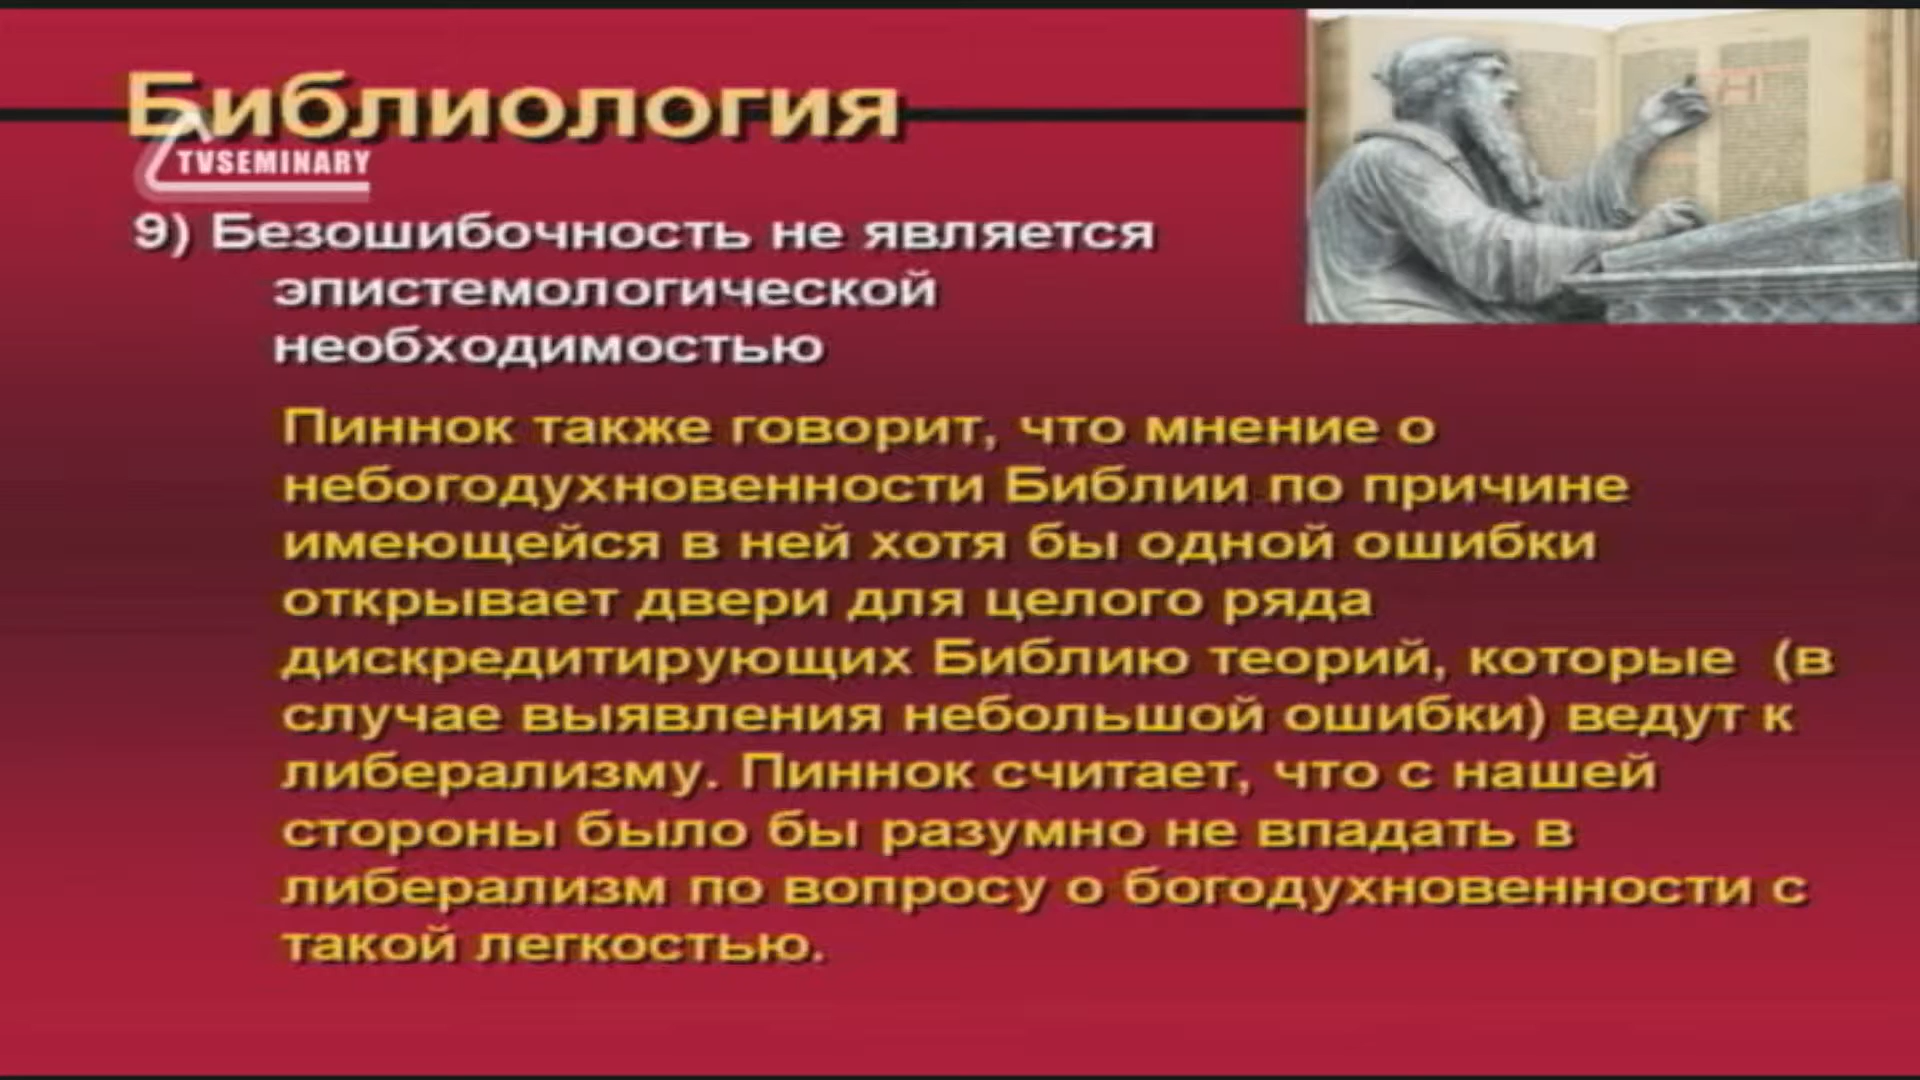 Библиология
TVSEMINARY
9) Безошибочность не является
эпистемологической
необходимостью
Пиннок также говорит, что мнение о
небогодухновенности Библии по причине
имеющейся в ней хотя бы одной ошибки
открывает двери для целого ряда
дискредитирующих Библию теорий, которые (в
случае выявления небольшой ошибки) ведут к
либерализму. Пиннок считает, что с нашей
стороны было бы разумно не впадать в
либерализм по вопросу о богодухновенности с
такой легкостью.